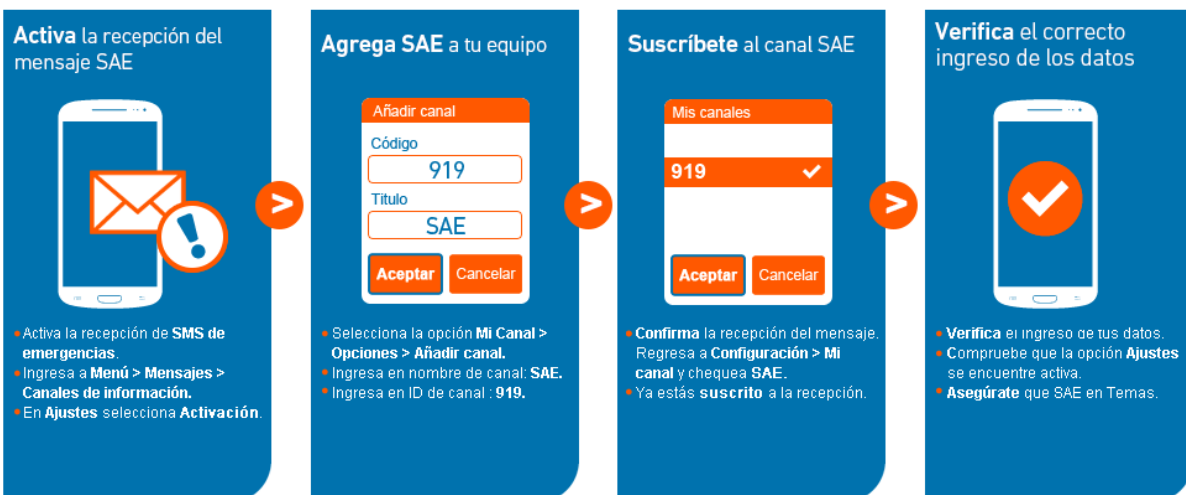 Activa la recepción del
mensaje SAE
Activa la recepción de SMS de
emergencias.
Ingresa a Menú > Mensajes >
Canales de información.
En Ajustes selecciona Activación.
>
Agrega SAE a tu equipo
Añadir canal
Código
919
Titulo
SAE
Aceptar Cancelar
Selecciona la opción Mi Canal >
Opciones > Añadir canal.
Ingresa en nombre de canal: SAE.
Ingresa en ID de canal : 919.
>
Suscríbete al canal SAE
Mis canales
919
Aceptar Cancelar
Confirma la recepción del mensaje.
Regresa a Configuración > Mi
canal y chequea SAE.
Ya estás suscrito a la recepción.
>
Verifica el correcto
ingreso de los datos
Verifica el ingreso de tus datos.
Compruebe que la opción Ajustes
se encuentre activa.
Asegúrate que SAE en Temas.